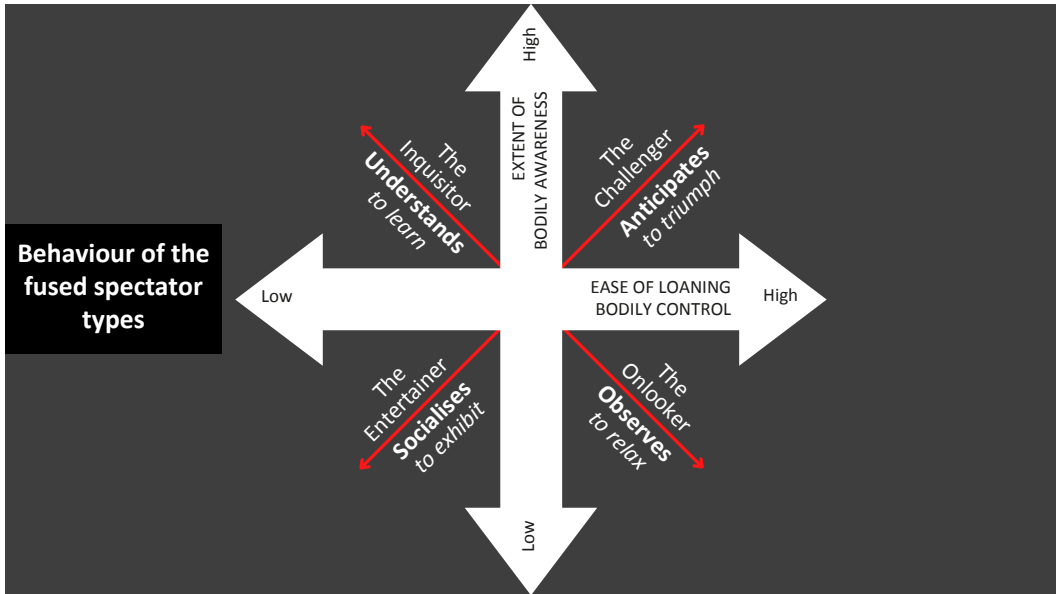 High
EXTENT OF
BODILY AWARENESS
The
Inquisitor
Understands
to learn
The
Challenger
Anticipates
to triumph
Behaviour of the
fused spectator
types
Low
EASE OF LOANING
BODILY CONTROL
High
The
Entertainer
Socialises
to exhibit
The
Onlooker
Observes
to relax
Low